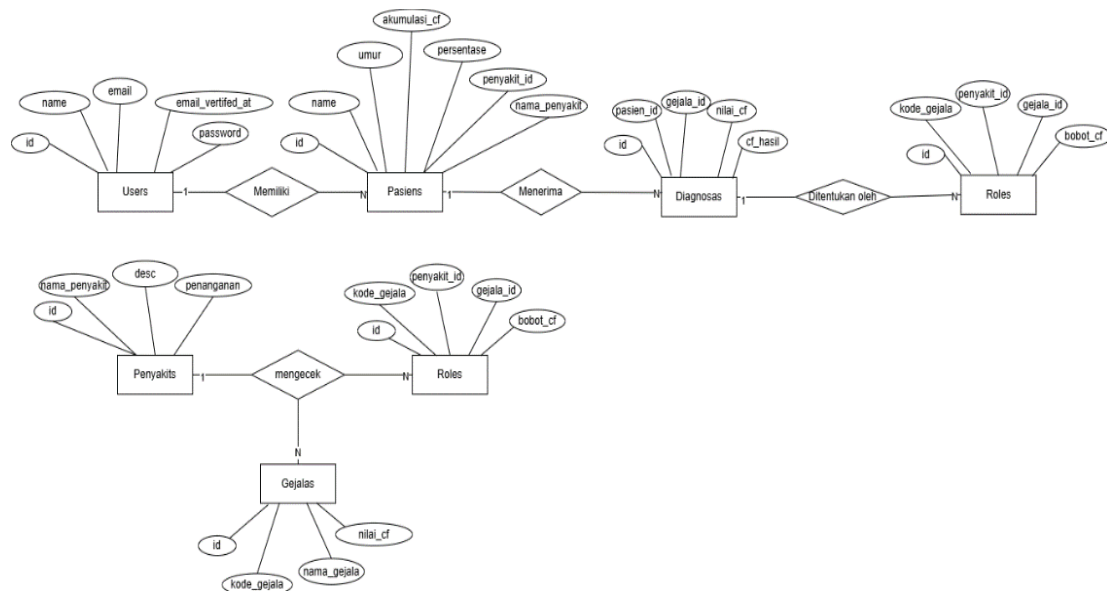 akumulasi_cf
umur
persentase
name
email
email_vertifed_at
password
id
name
id
penyakit_id
nama_penyakit
pasien_id
gejala_id
nilai_cf
id
cf_hasil
kode_gejala
penyakit_id
gejala_id
id
bobot_cf
Users
1
Memiliki
N
Pasiens
1
Menerima
N
Diagnosas
1
Ditentukan oleh
N
Roles
nama_penyakit
desc
penanganan
id
kode_gejala
penyakit_id
gejala_id
id
bobot_cf
Penyakits
1
mengecek
N
Roles
N
Gejalas
id
kode_gejala
nama_gejala
nilai_cf